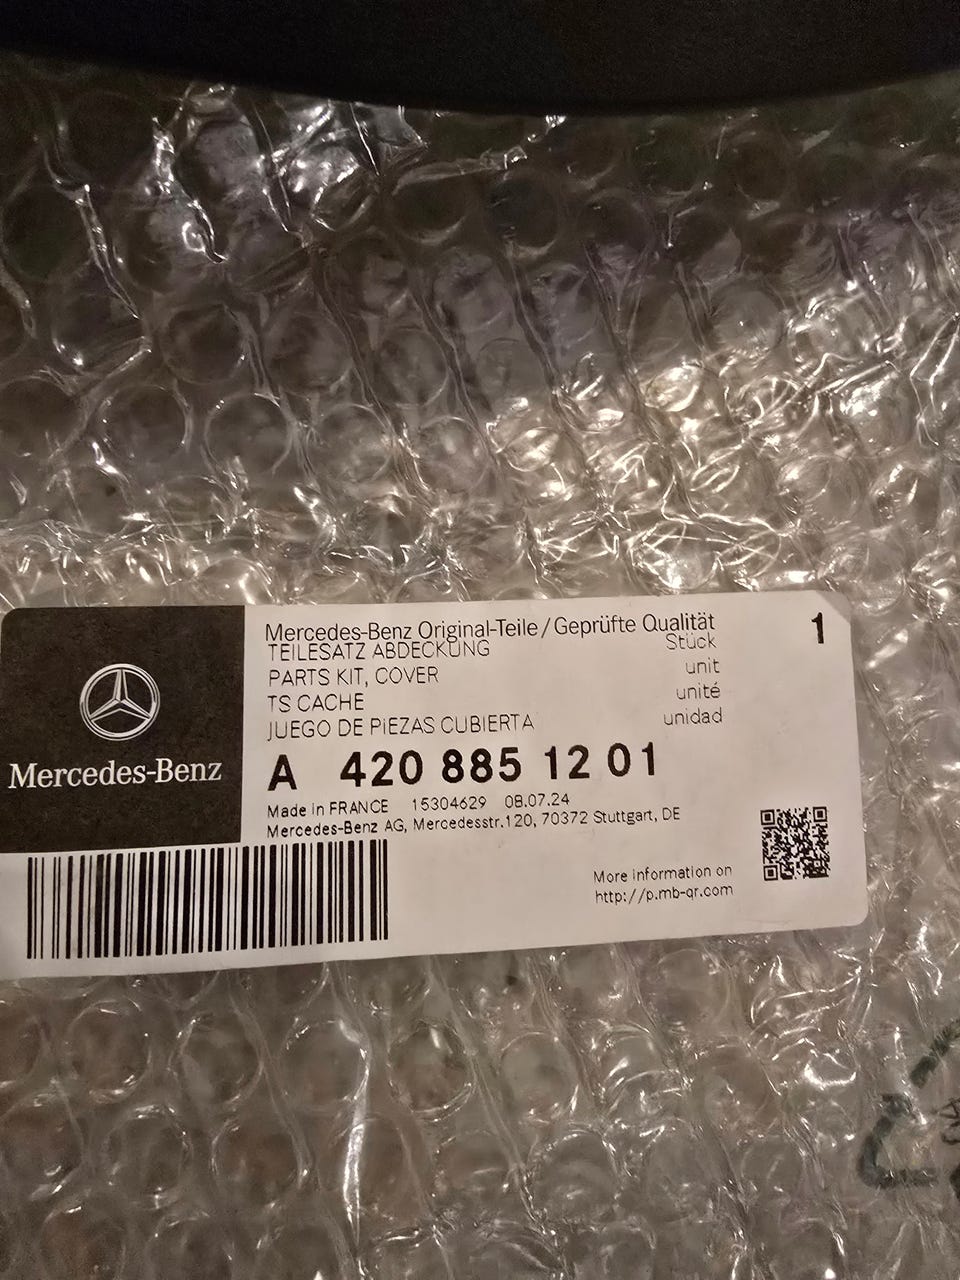 Mercedes-Benz
Mercedes-Benz Original-Teile/Geprüfte Qualität
1
TEILESATZ ABDECKUNG Stück
PARTS KIT, COVER unit
TS CACHE unité
JUEGO DE PIEZAS CUBIERTA unidad
A 420 885 12 01
Made in FRANCE 15304629 08.07.24
Mercedes-Benz AG, Mercedesstr.120, 70372 Stuttgart, DE
More information on
http://p.mb-qr.com